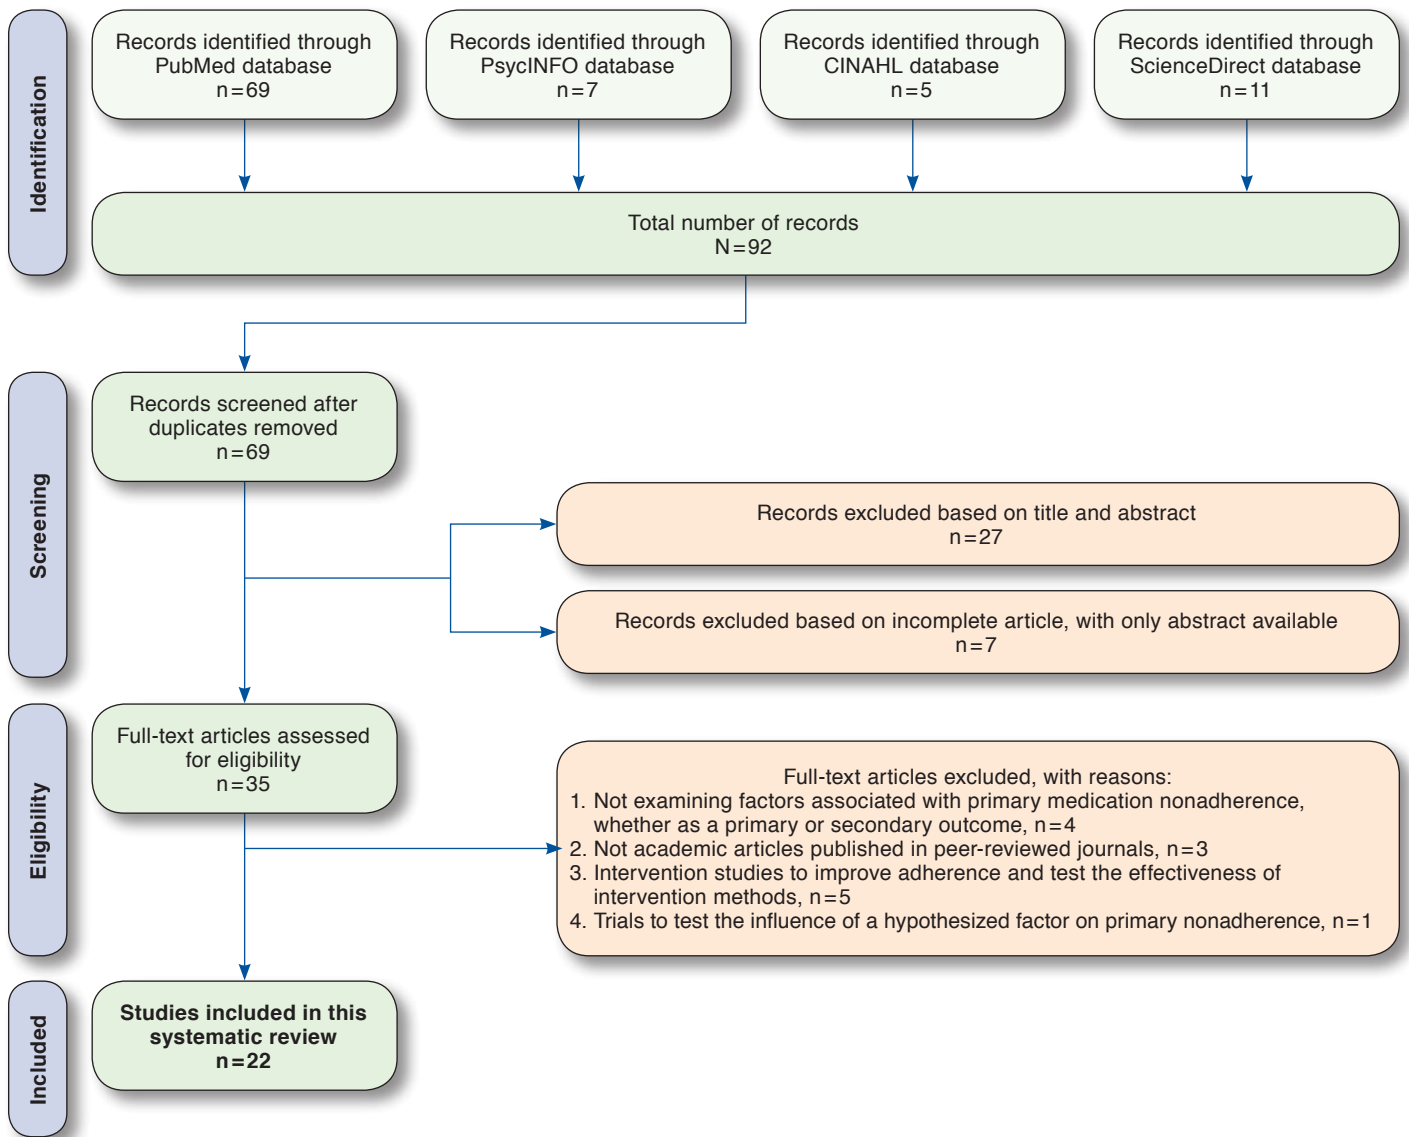 Identification
Records identified through
PubMed database
n=69
Records identified through
PsycINFO database
n=7
Records identified through
CINAHL database
n=5
Records identified through
ScienceDirect database
n=11
Total number of records
N=92
Screening
Records screened after
duplicates removed
n=69
Records excluded based on title and abstract
n=27
Records excluded based on incomplete article, with only abstract available
n=7
Eligibility
Full-text articles assessed
for eligibility
n=35
Full-text articles excluded, with reasons:
1. Not examining factors associated with primary medication nonadherence,
whether as a primary or secondary outcome, n=4
2. Not academic articles published in peer-reviewed journals, n=3
3. Intervention studies to improve adherence and test the effectiveness of
intervention methods, n=5
4. Trials to test the influence of a hypothesized factor on primary nonadherence, n=1
Included
Studies included in this
systematic review
n=22